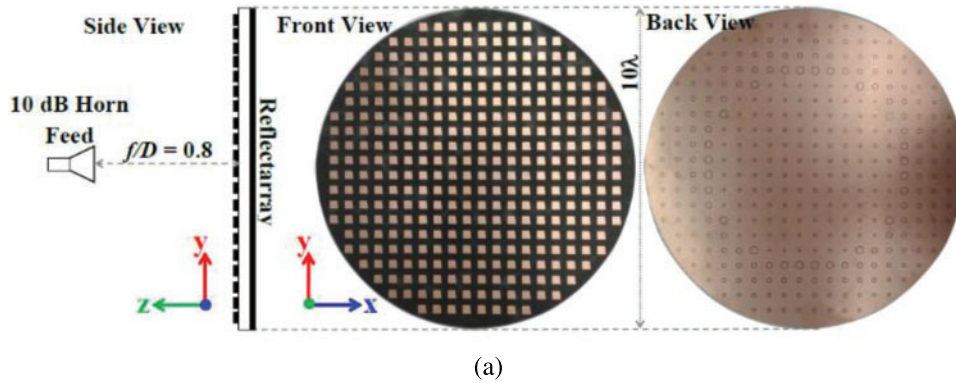 Side View
Front View
Back View
10 dB Horn
Feed
f/D = 0.8
Reflectarray
10λ
y
z
y
x
(a)